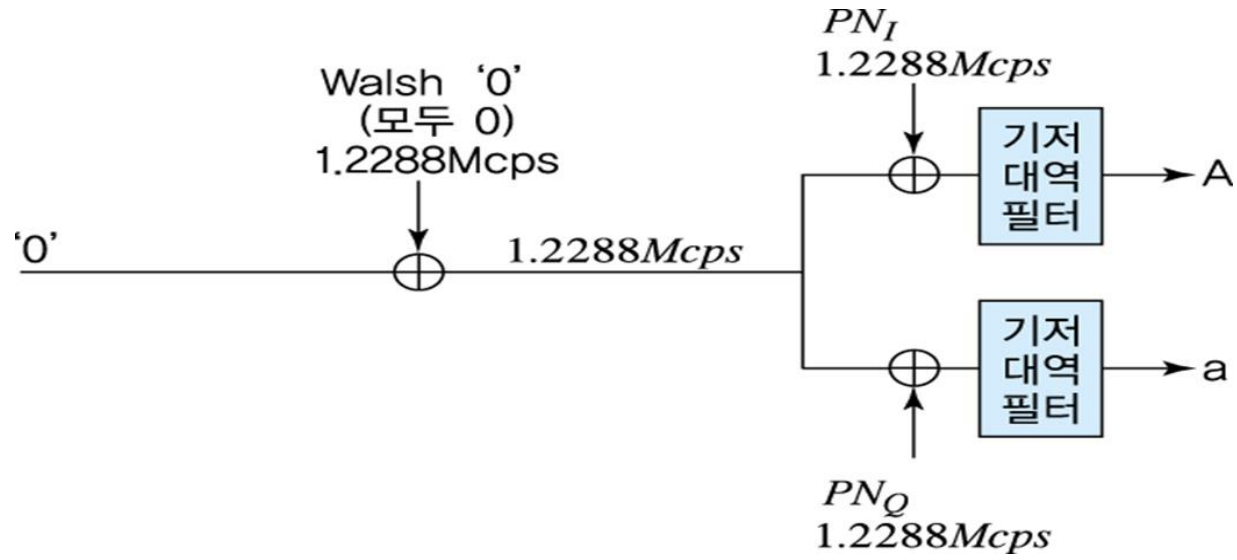 PN_I
1.2288Mcps
Walsh ‘0’
(모두 0)
1.2288Mcps
기저
대역
필터
A
‘0’
1.2288Mcps
기저
대역
필터
a
PN_Q
1.2288Mcps